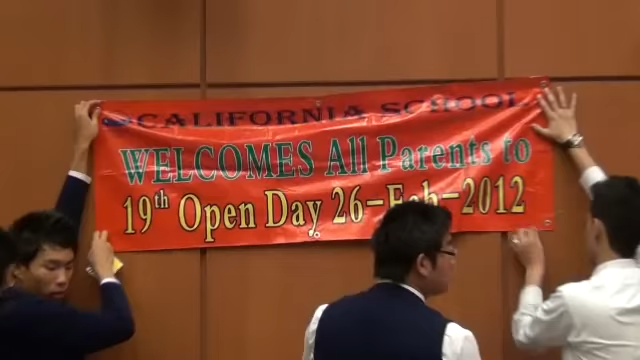 CALIFORNIA SCHOOL
WELCOMES All Parents to
19th Open Day 26-Feb-2012